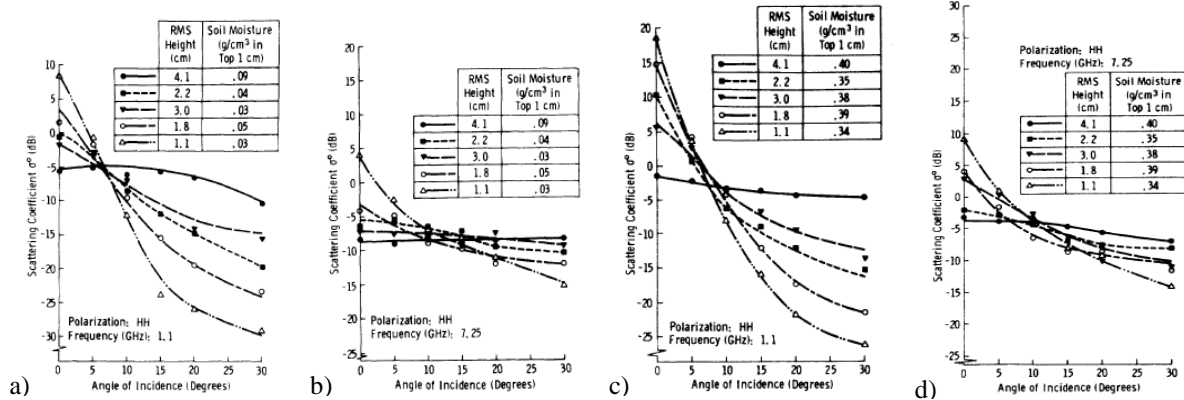 a)
RMS Height (cm) | Soil Moisture (g/cm³ in Top 1 cm)
4.1 .09
2.2 .04
3.0 .03
1.8 .05
1.1 .03
Scattering Coefficient σ° (dB)
10
5
0
-5
-10
-15
-20
-25
-30
Polarization: HH
Frequency (GHz): 1.1
0 5 10 15 20 25 30
Angle of Incidence (Degrees)
b)
RMS Height (cm) | Soil Moisture (g/cm³ in Top 1 cm)
4.1 .09
2.2 .04
3.0 .03
1.8 .05
1.1 .03
Scattering Coefficient σ° (dB)
20
15
10
5
0
-5
-10
-15
-20
-25
Polarization: HH
Frequency (GHz): 7.25
0 5 10 15 20 25 30
Angle of Incidence (Degrees)
c)
RMS Height (cm) | Soil Moisture (g/cm³ in Top 1 cm)
4.1 .40
2.2 .35
3.0 .38
1.8 .39
1.1 .34
Scattering Coefficient σ° (dB)
20
15
10
5
0
-5
-10
-15
-20
-25
Polarization: HH
Frequency (GHz): 1.1
0 5 10 15 20 25 30
Angle of Incidence (Degrees)
d)
Polarization: HH
Frequency (GHz): 7.25
RMS Height (cm) | Soil Moisture (g/cm³ in Top 1 cm)
4.1 .40
2.2 .35
3.0 .38
1.8 .39
1.1 .34
Scattering Coefficient σ° (dB)
30
25
20
15
10
5
0
-5
-10
-15
-20
-25
0 5 10 15 20 25 30
Angle of Incidence (Degrees)